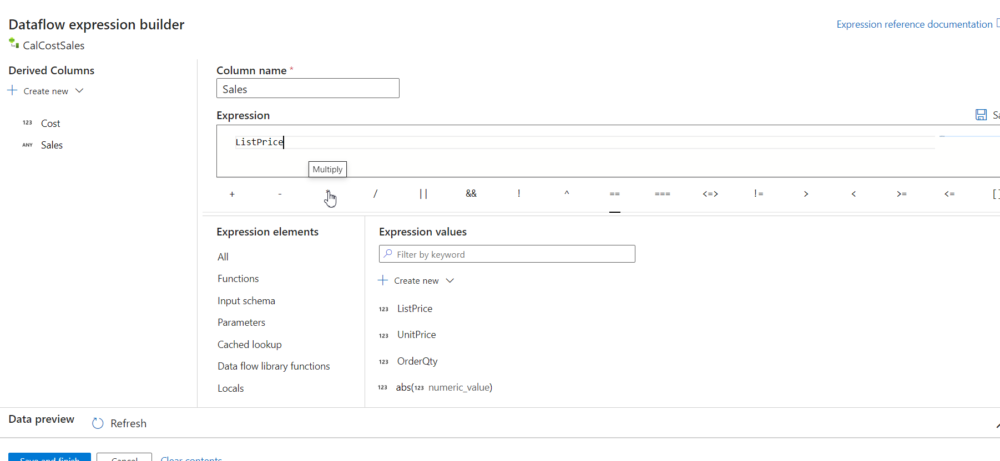 Dataflow expression builder
Expression reference documentation
CalCostSales
Derived Columns
Create new
123 Cost
ANY Sales
Column name *
Sales
Expression
ListPrice
Multiply
+ - * / || && ! ^ == === <=> != > < >= <= []
Expression elements
All
Functions
Input schema
Parameters
Cached lookup
Data flow library functions
Locals
Expression values
Filter by keyword
Create new
123 ListPrice
123 UnitPrice
123 OrderQty
123 abs(123 numeric_value)
Data preview
Refresh
Save and finish
Cancel
Clear contents